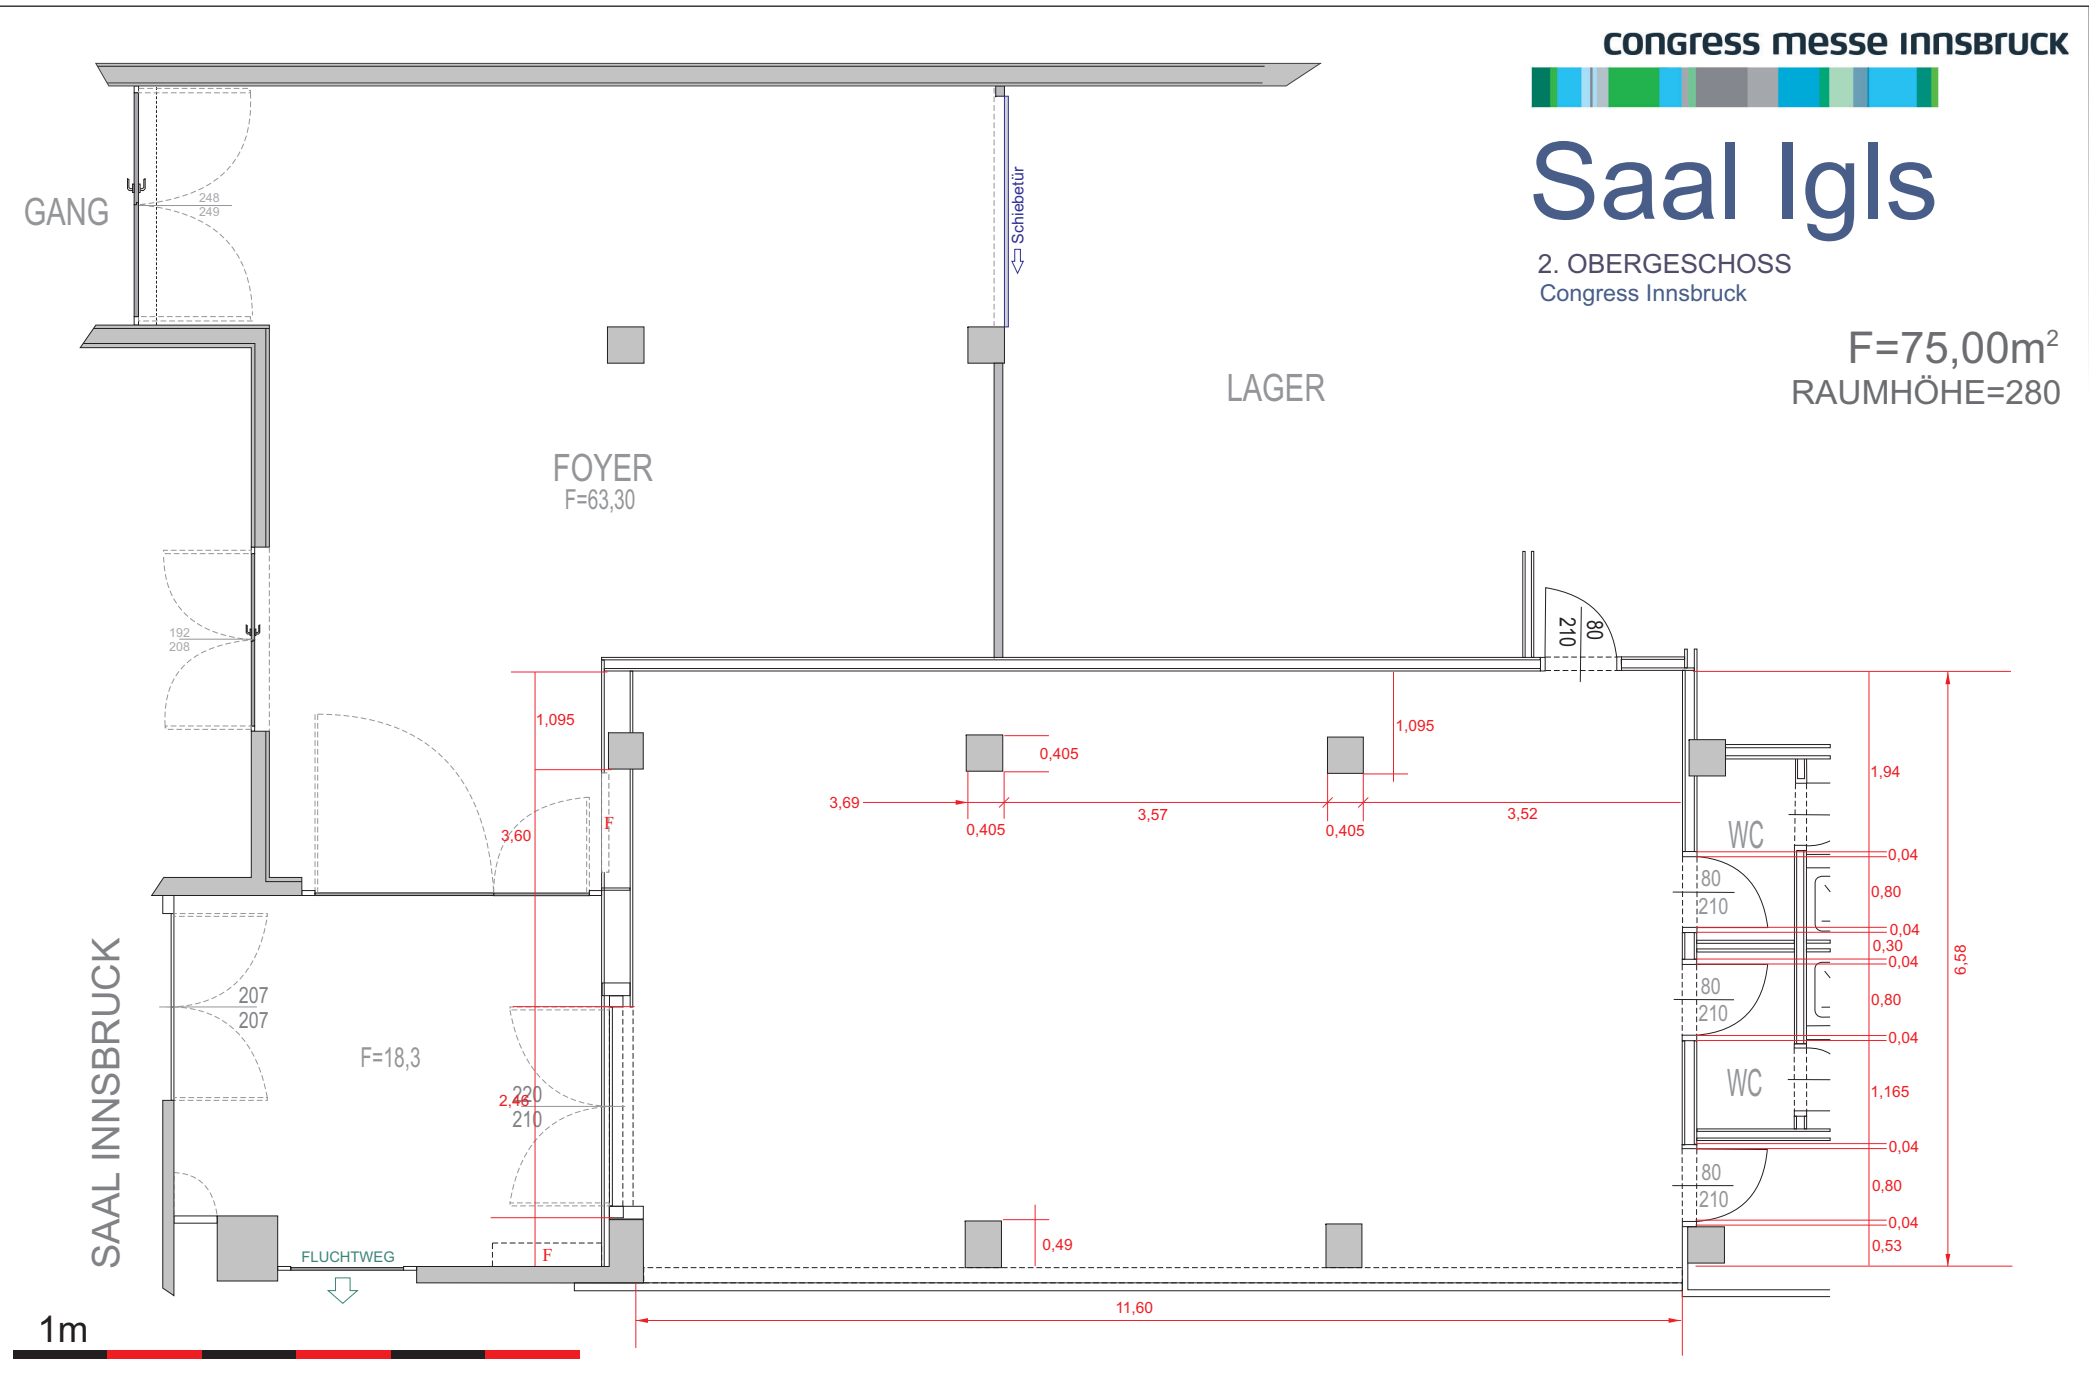 congress messe innsbruck
Saal Igls
2. OBERGESCHOSS
Congress Innsbruck
F=75,00m²
RAUMHÖHE=280
GANG
248
249
Schiebetür
LAGER
FOYER
F=63,30
192
208
80
210
1,095
1,095
0,405
3,69
3,57
3,52
0,405
0,405
3,60
F
WC
1,94
0,04
80
210
0,80
0,04
0,30
0,04
6,58
80
210
0,80
0,04
SAAL INNSBRUCK
207
207
F=18,3
220
2,46
210
WC
1,165
0,04
80
210
0,80
0,04
0,49
0,53
FLUCHTWEG
F
11,60
1m